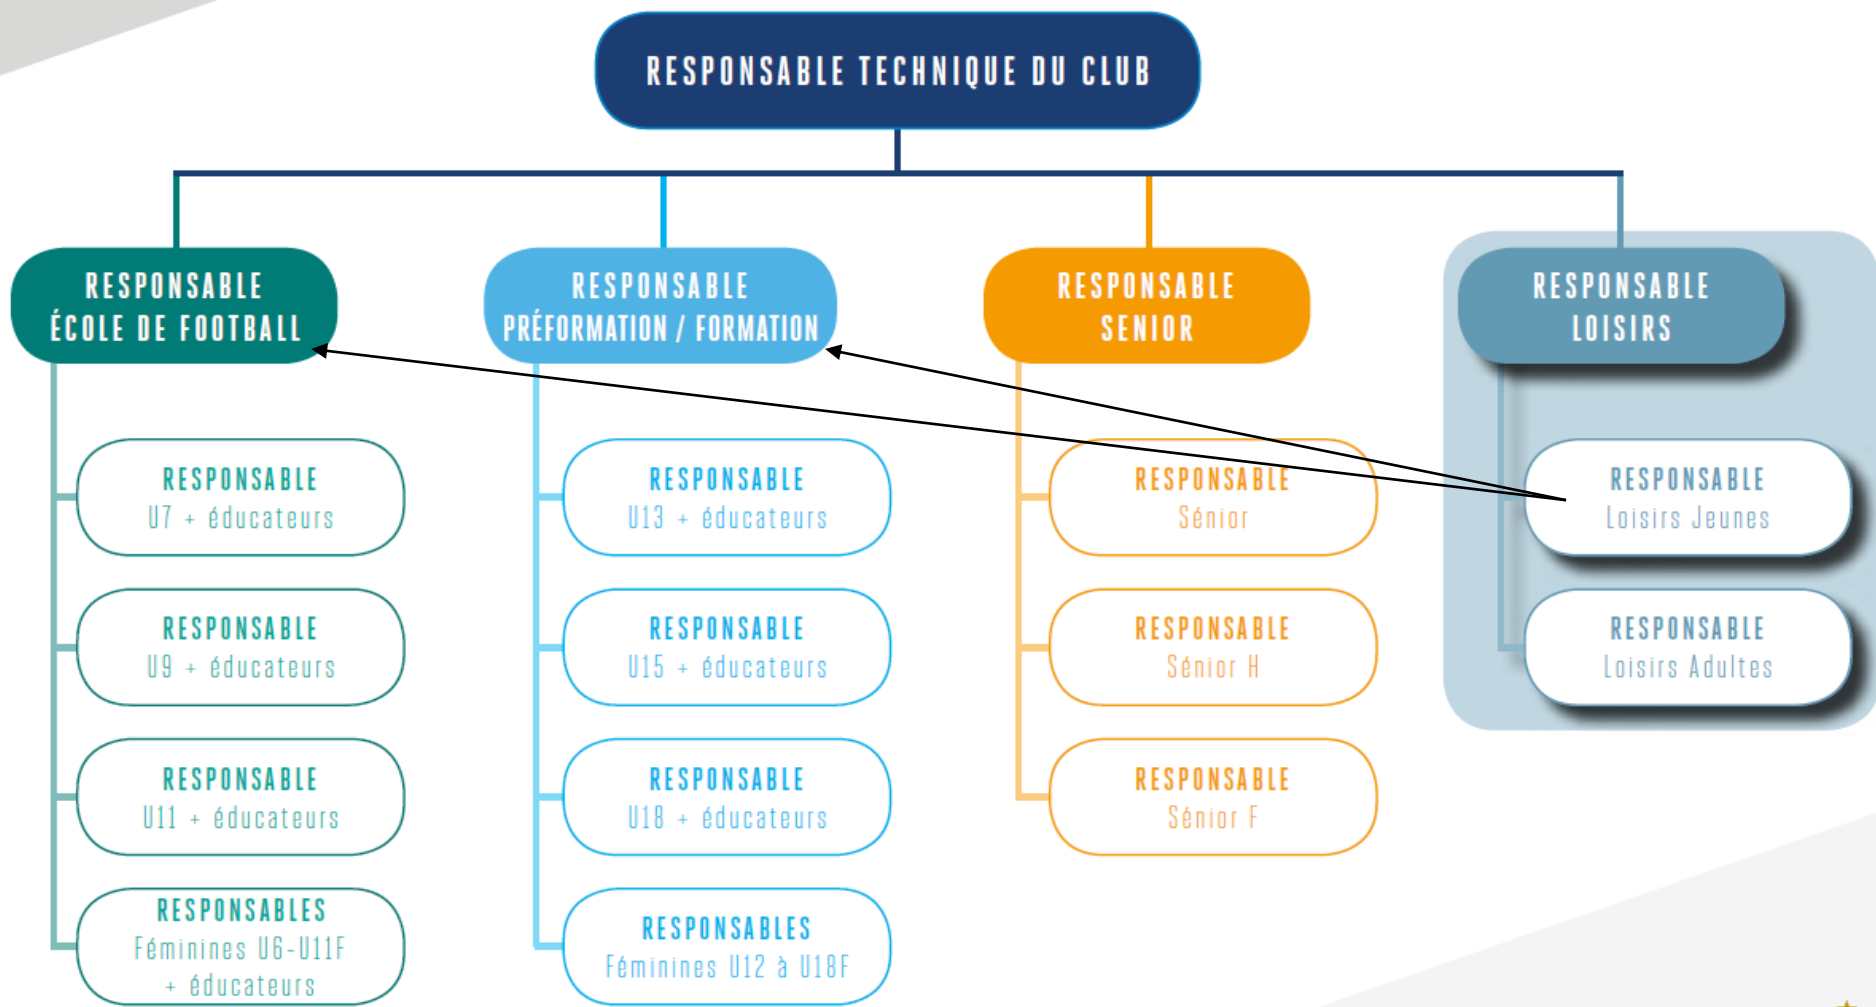 RESPONSABLE TECHNIQUE DU CLUB
RESPONSABLE
ÉCOLE DE FOOTBALL
RESPONSABLE
U7 + éducateurs
RESPONSABLE
U9 + éducateurs
RESPONSABLE
U11 + éducateurs
RESPONSABLES
Féminines U6-U11F
+ éducateurs
RESPONSABLE
PRÉFORMATION / FORMATION
RESPONSABLE
U13 + éducateurs
RESPONSABLE
U15 + éducateurs
RESPONSABLE
U18 + éducateurs
RESPONSABLES
Féminines U12 à U18F
RESPONSABLE
SENIOR
RESPONSABLE
Sénior
RESPONSABLE
Sénior H
RESPONSABLE
Sénior F
RESPONSABLE
LOISIRS
RESPONSABLE
Loisirs Jeunes
RESPONSABLE
Loisirs Adultes